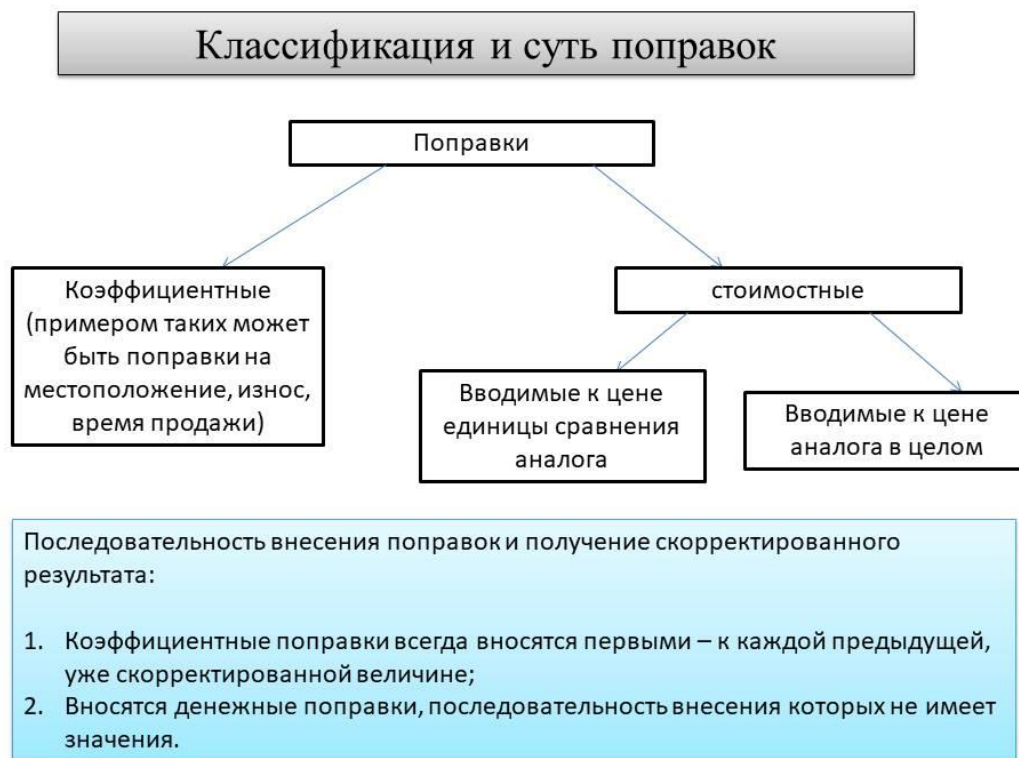 Классификация и суть поправок
Поправки
Коэффициентные
(примером таких может
быть поправки на
местоположение, износ,
время продажи)
стоимостные
Вводимые к цене
единицы сравнения
аналога
Вводимые к цене
аналога в целом
Последовательность внесения поправок и получение скорректированного
результата:
1. Коэффициентные поправки всегда вносятся первыми – к каждой предыдущей,
уже скорректированной величине;
2. Вносятся денежные поправки, последовательность внесения которых не имеет
значения.